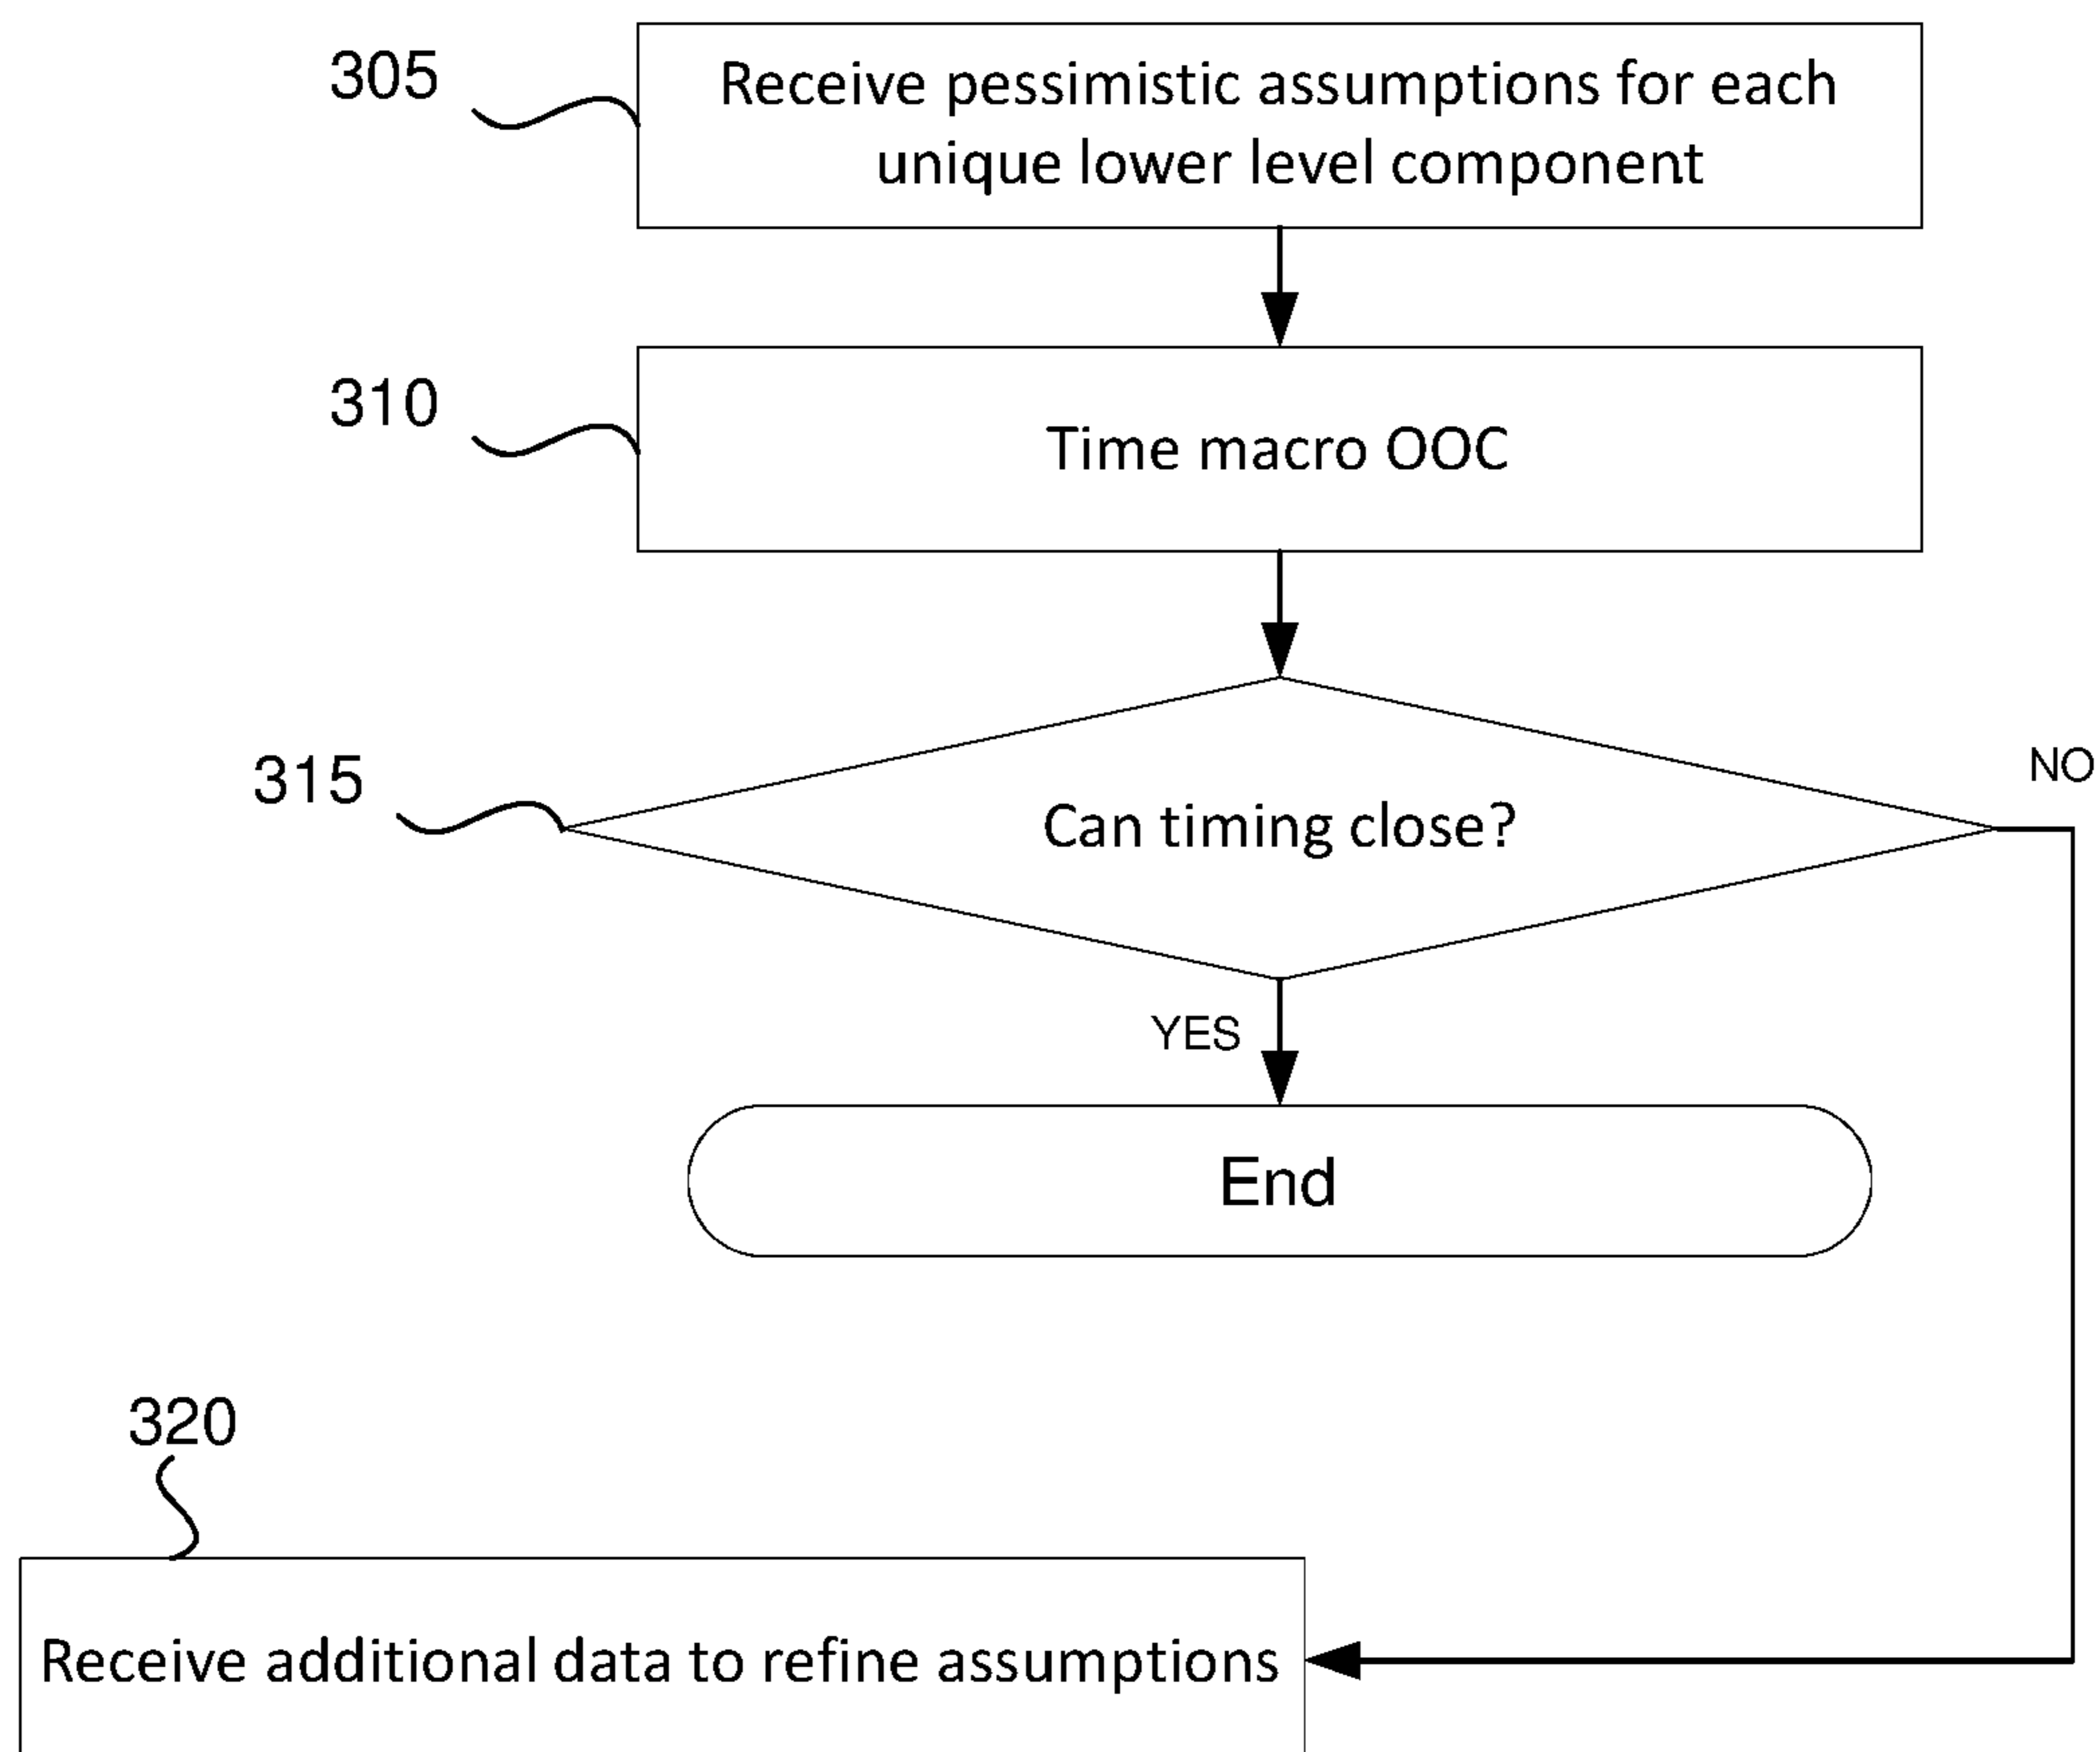 305
Receive pessimistic assumptions for each
unique lower level component
310
Time macro OOC
315
Can timing close?
NO
YES
End
320
Receive additional data to refine assumptions